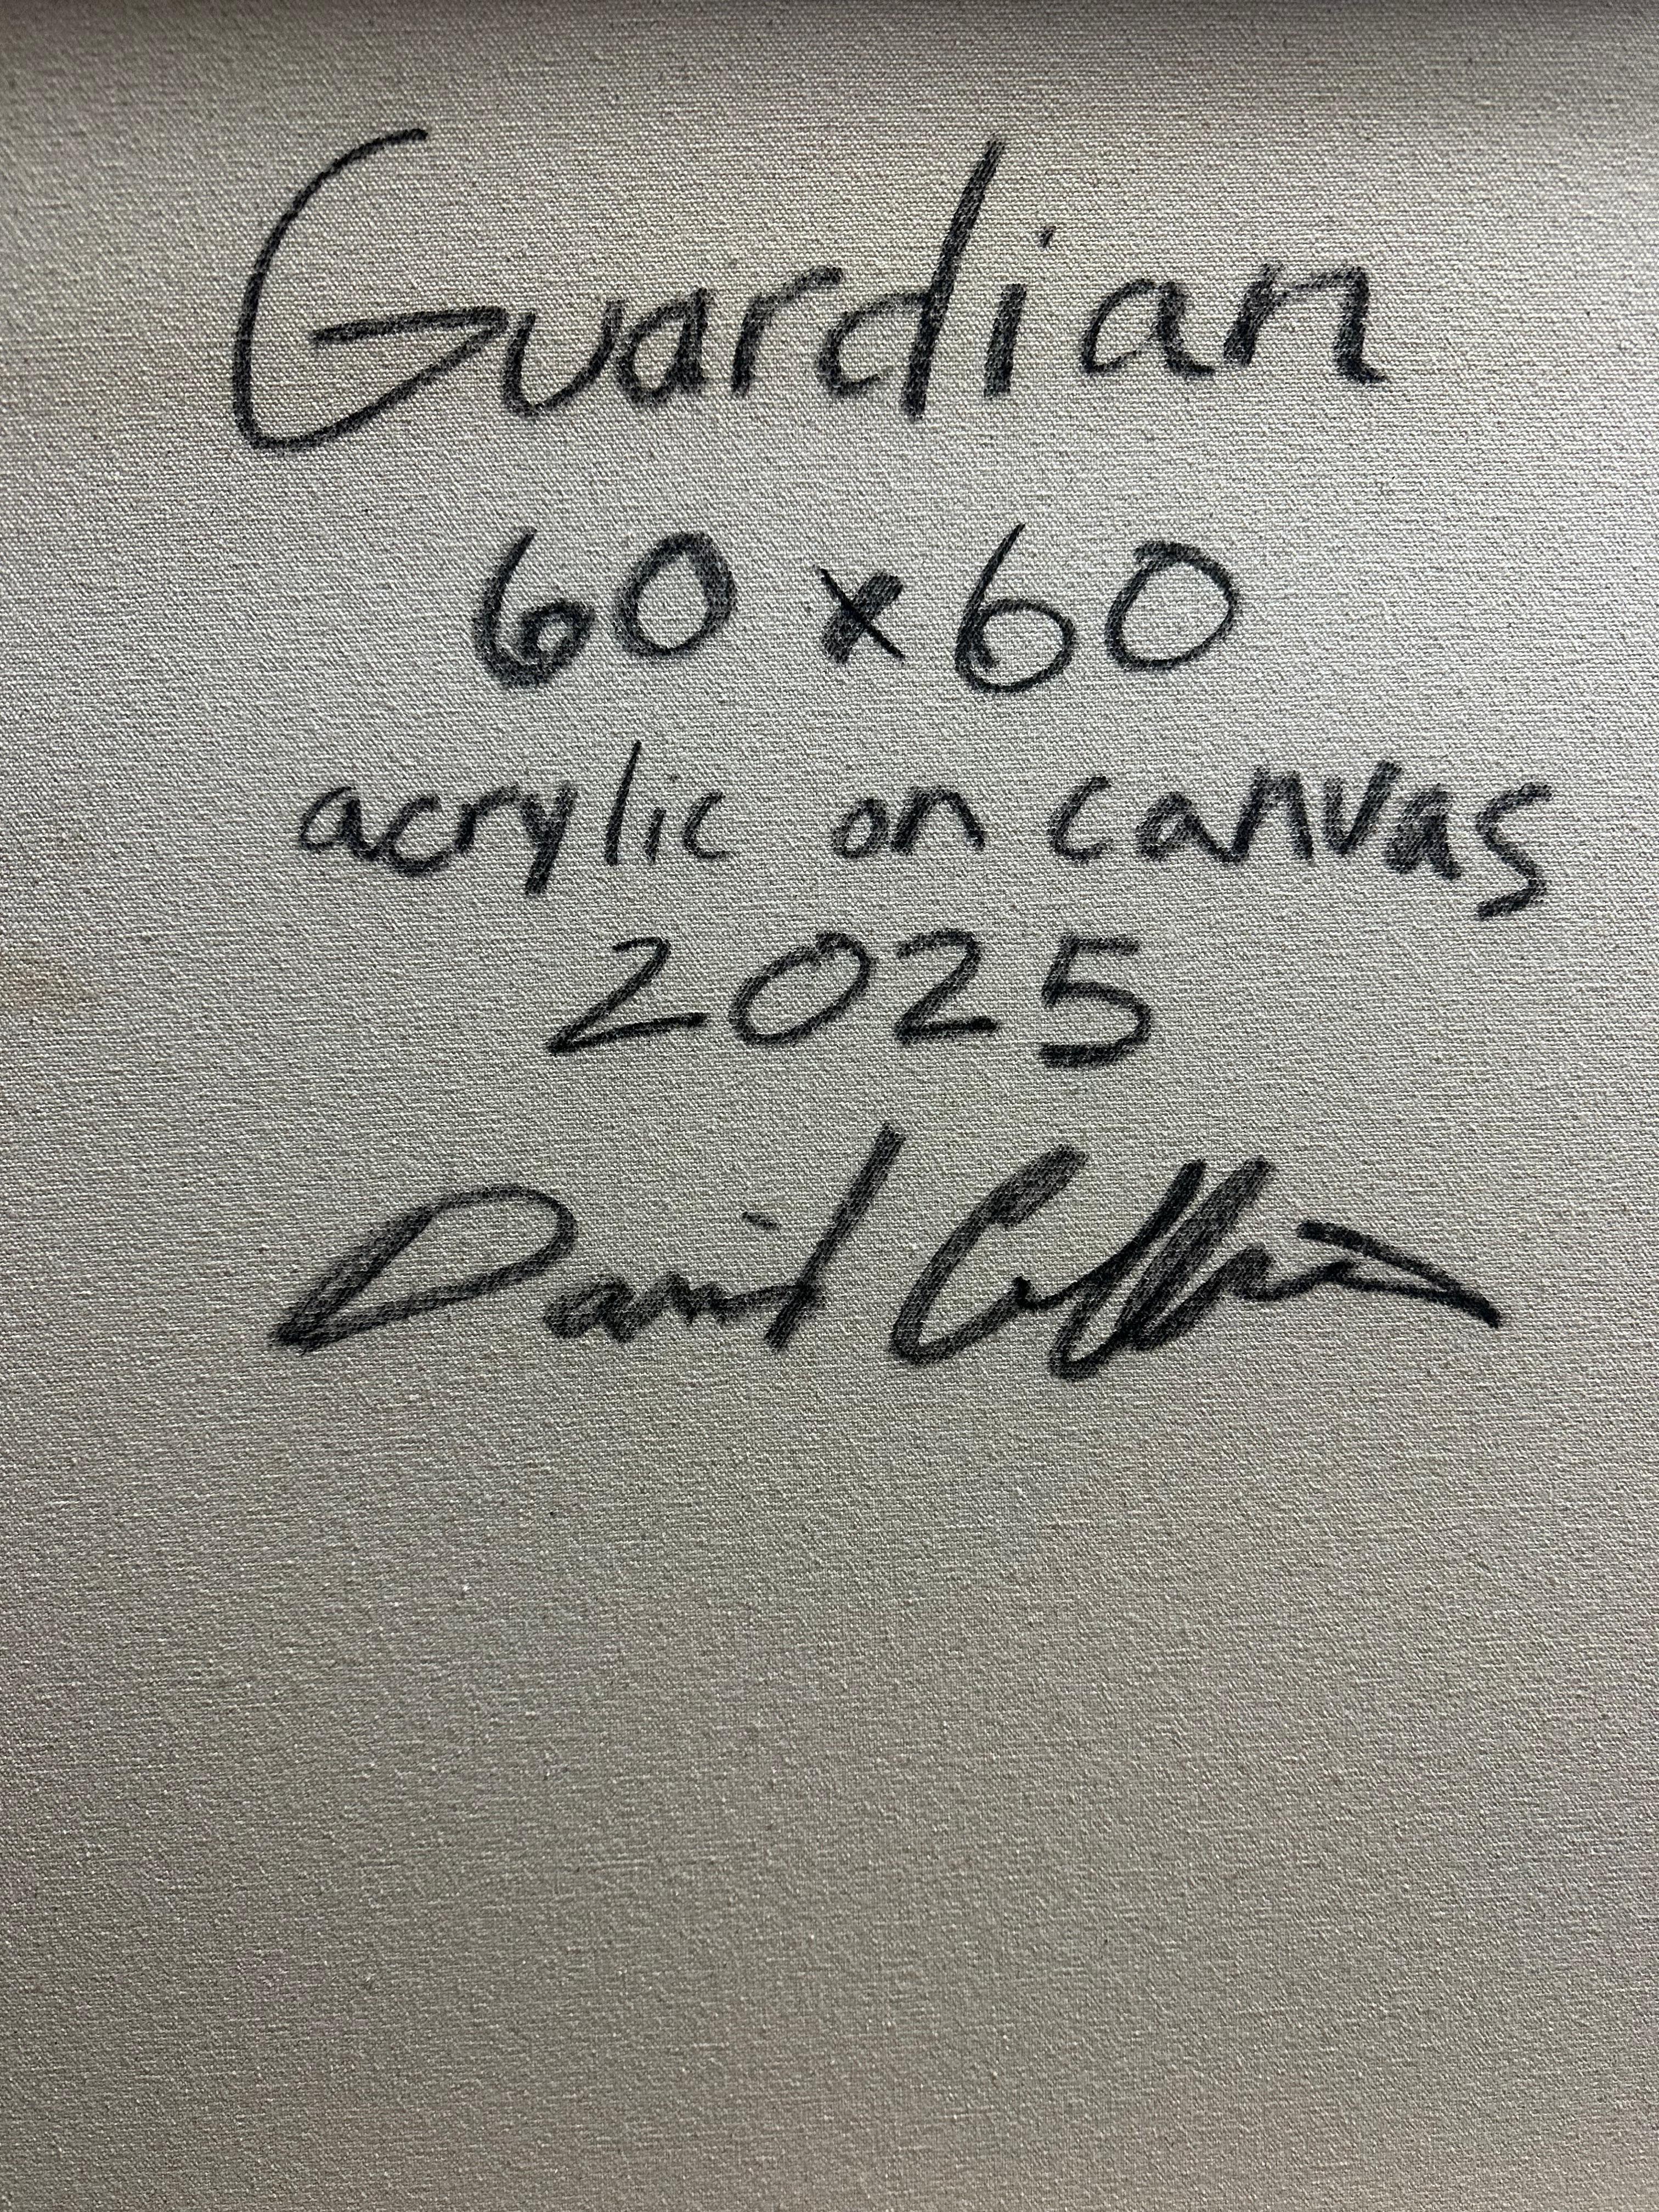 Guardian
60 x 60
acrylic on canvas
2025
David